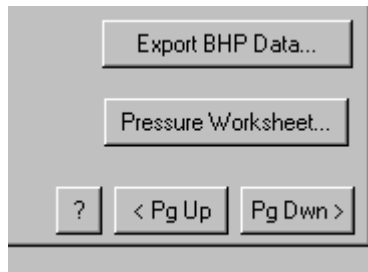 Export BHP Data...
Pressure Worksheet...
? < Pg Up Pg Dwn >